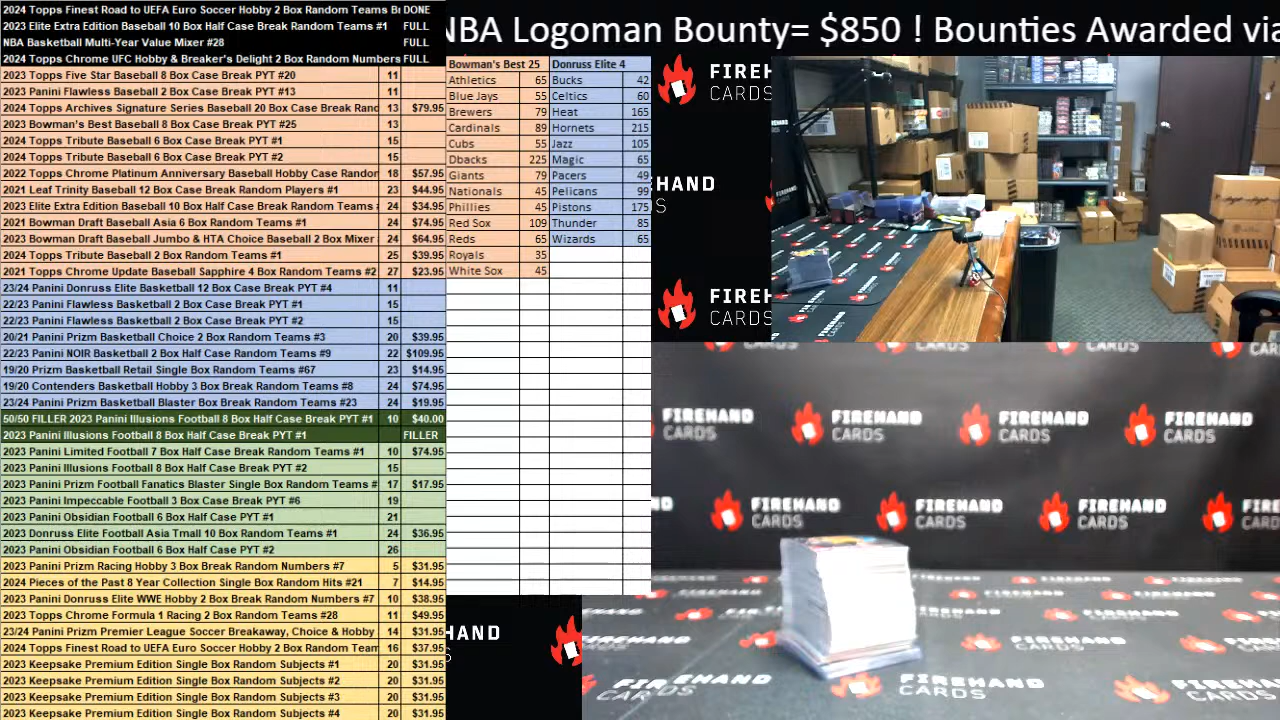 2024 Topps Finest Road to UEFA Euro Soccer Hobby 2 Box Random Teams DONE
2023 Elite Extra Edition Baseball 10 Box Half Case Random Teams #1 FULL
NBA Basketball Multi-Year Value Mixer #28 FULL
2024 Topps Chrome UFC Hobby & Breaker's Delight 2 Box Random Numbers FULL
2023 Topps Five Star Baseball 8 Box Case Break PYT #20 11
2023 Panini Flawless Baseball 2 Box PYT #13 11
2024 Topps Archives Signature Series Baseball 20 Box Case Break Ranc 13 $79.95
2023 Bowman's Best Baseball 8 Box Case Break PYT #25 13
2024 Topps Tribute Baseball 6 Box Case Break PYT #1 15
2024 Topps Tribute Baseball 6 Box Case Break PYT #2 15
2022 Topps Chrome Platinum Anniversary Baseball Hobby Case Randor 18 $57.95
2021 Leaf Trinity Baseball 12 Box Case Break Random Players #1 23 $44.95
2023 Elite Extra Edition Baseball 10 Box Half Case Random Teams 24 $34.95
2021 Bowman Draft Baseball Asia 6 Box Random Teams #1 24 $74.95
2023 Bowman Draft Baseball Jumbo & HTA Choice Baseball 2 Box Mixer 24 $64.95
2024 Topps Tribute Baseball 2 Box Random Teams #1 25 $39.95
2021 Topps Chrome Update Baseball Sapphire 4 Box Random Teams #2 27 $23.95
23/24 Panini Donruss Elite Basketball 12 Box Case Break PYT #4 11
22/23 Panini Flawless Basketball 2 Box Case Break PYT #1 15
22/23 Panini Flawless Basketball 2 Box Case Break PYT #2 15
20/21 Panini Prizm Basketball Choice 2 Box Random Teams #3 20 $39.95
22/23 Panini NOIR Basketball 2 Box Half Case Random Teams #9 22 $109.95
19/20 Prizm Basketball Retail Single Box Random Teams #67 23 $14.95
19/20 Contenders Basketball Hobby 3 Box Break Random Teams #8 24 $74.95
23/24 Panini Prizm Basketball Blaster Box Random Teams #23 24 $19.95
50/50 FILLER 2023 Panini Illusions Football 8 Box Half Case Break PYT #1 10 $40.00
2023 Panini Illusions Football 8 Box Half Case Break PYT #1 FILLER
2023 Panini Limited Football 7 Box Half Case Break Random Teams #1 10 $74.95
2023 Panini Illusions Football 8 Box Half Case Break PYT #2 15
2023 Panini Prizm Football Fanatics Blaster Single Box Random Teams # 17 $17.95
2023 Panini Impeccable Football 3 Box Case Break PYT #6 19
2023 Panini Obsidian Football 6 Box Half Case PYT #1 21
2023 Donruss Elite Football Asia Tmall 10 Box Random Teams #1 24 $36.95
2023 Panini Obsidian Football 6 Box Half Case PYT #2 26
2023 Panini Prizm Racing Hobby 3 Box Break Random Numbers #7 5 $31.95
2024 Pieces of the Past 8 Year Collection Single Box Random Hits #21 7 $14.95
2023 Panini Donruss Elite WWE Hobby 2 Box Break Random Numbers #7 10 $38.95
2023 Topps Chrome Formula 1 Racing 2 Box Random Teams #28 11 $49.95
23/24 Panini Prizm Premier League Soccer Breakaway, Choice & Hobby 14 $31.95
2024 Topps Finest Road to UEFA Euro Soccer Hobby 2 Box Random Team 16 $37.95
2023 Keepsake Premium Edition Single Box Random Subjects #1 20 $31.95
2023 Keepsake Premium Edition Single Box Random Subjects #2 20 $31.95
2023 Keepsake Premium Edition Single Box Random Subjects #3 20 $31.95
2023 Keepsake Premium Edition Single Box Random Subjects #4 20 $31.95
NBA Logoman Bounty= $850 ! Bounties Awarded via
Bowman's Best 25 Donruss Elite 4
Athletics 65 Bucks 42
Blue Jays 55 Celtics 60
Brewers 79 Heat 165
Cardinals 89 Hornets 215
Cubs 55 Jazz 105
Dbacks 225 Magic 65
Giants 79 Pacers 49
Nationals 45 Pelicans 99
Phillies 45 Pistons 175
Red Sox 109 Thunder 85
Reds 65 Wizards 65
Royals 35
White Sox 45
FIREH
CARDS
HAND
S
FIREH
CARDS
HAND
FIREHAND
CARDS
FIREHAND
CARDS
FIREHAND
CARDS
FIREHAND
CARDS
FIREHAND
CARDS
FIREHAND
CARDS
FIREHAND
CARDS
FIREHAND
CARDS